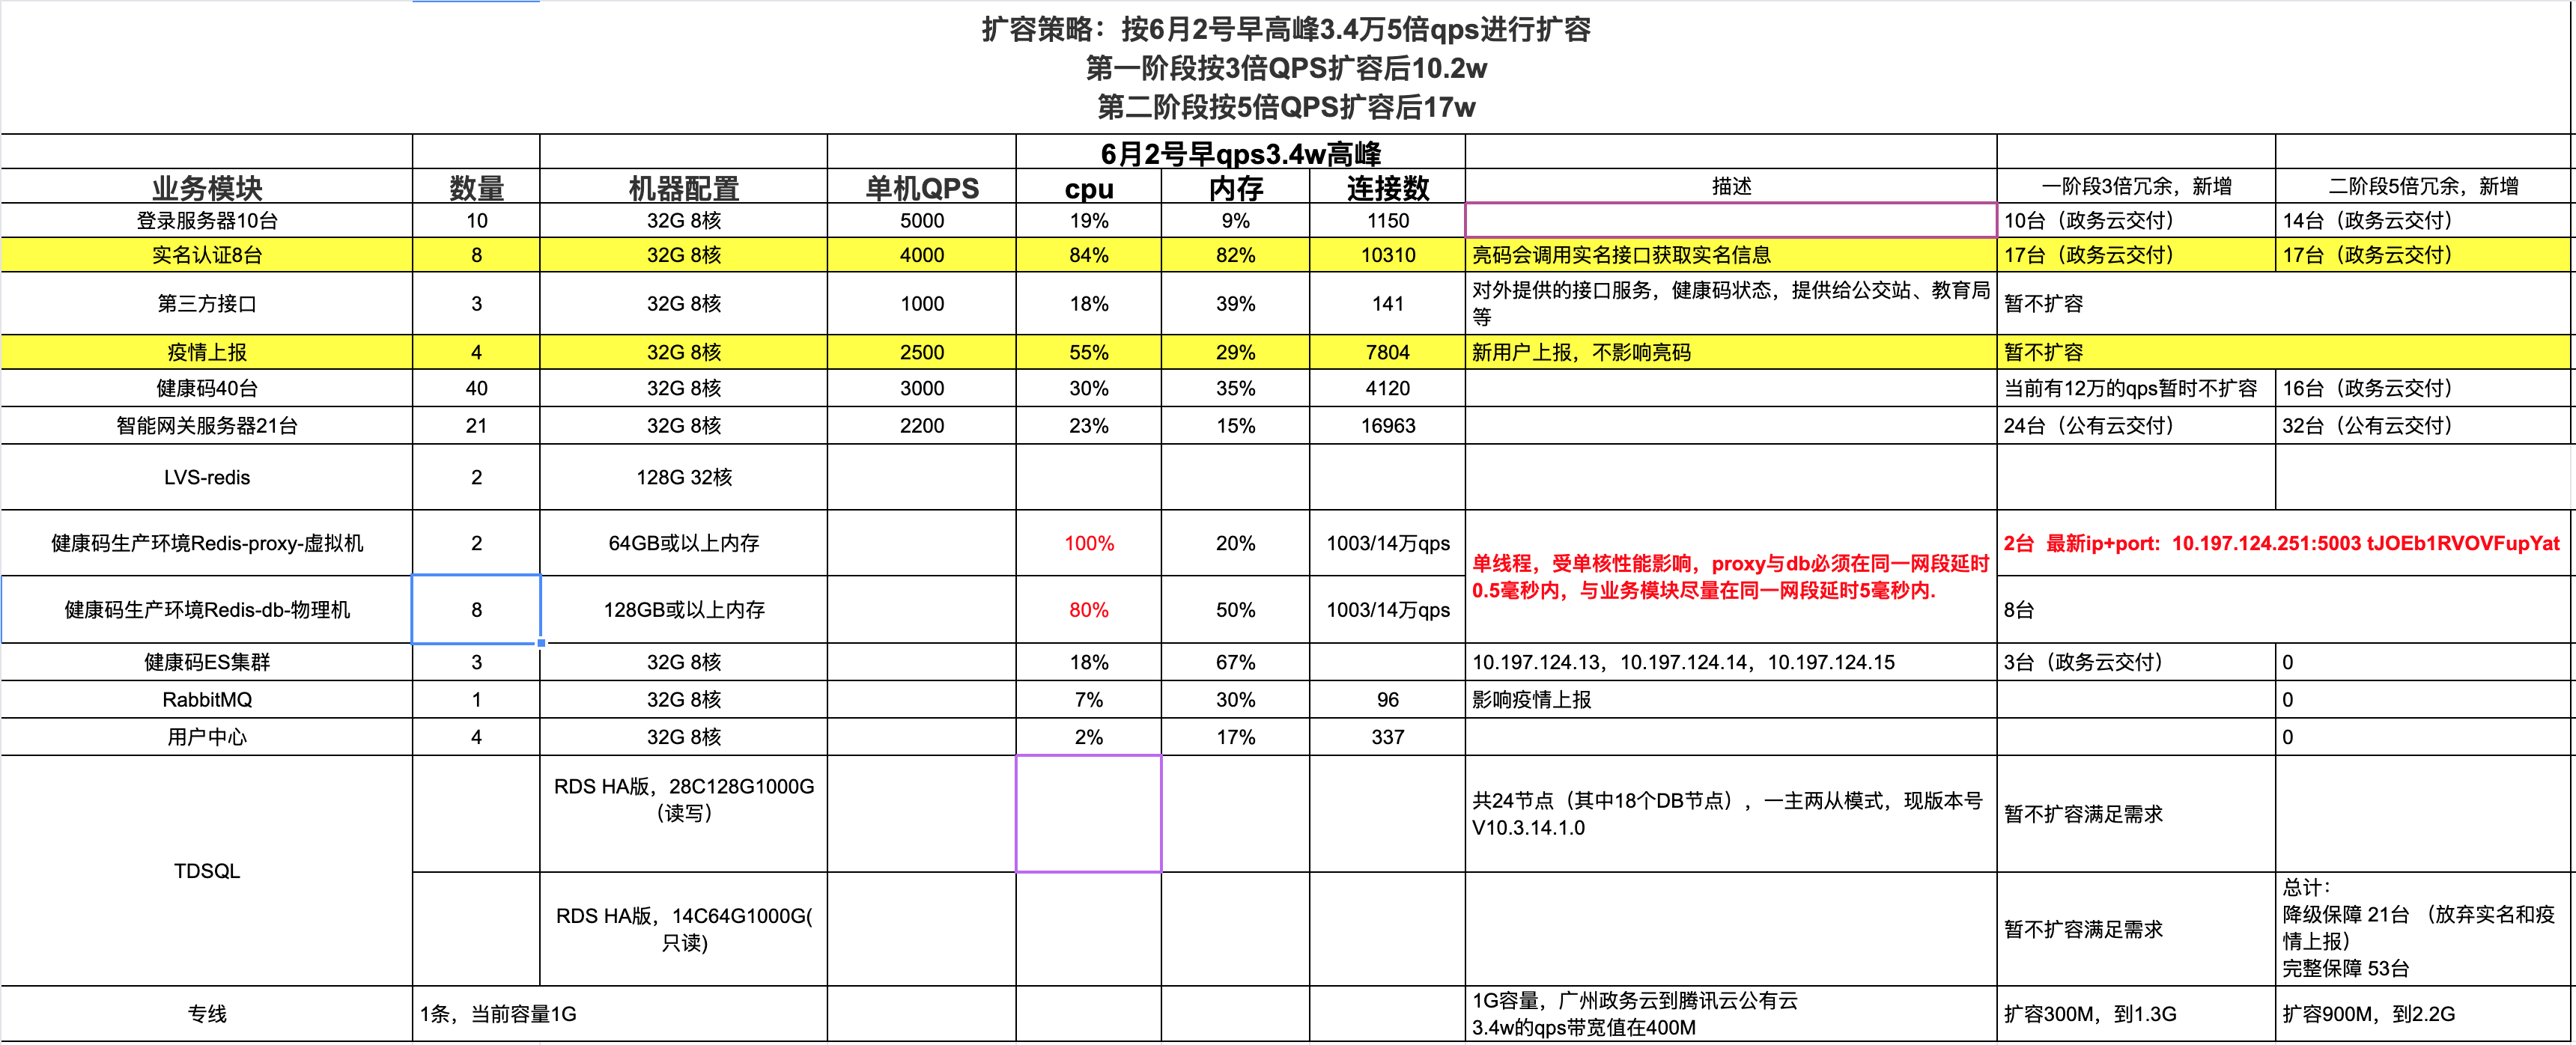 扩容策略：按6月2号早高峰3.4万5倍qps进行扩容
第一阶段按3倍QPS扩容后10.2w
第二阶段按5倍QPS扩容后17w
6月2号早qps3.4w高峰
业务模块 数量 机器配置 单机QPS cpu 内存 连接数 描述 一阶段3倍冗余，新增 二阶段5倍冗余，新增
登录服务器10台 10 32G 8核 5000 19% 9% 1150 10台（政务云交付） 14台（政务云交付）
实名认证8台 8 32G 8核 4000 84% 82% 10310 亮码会调用实名接口获取实名信息 17台（政务云交付） 17台（政务云交付）
第三方接口 3 32G 8核 1000 18% 39% 141 对外提供的接口服务，健康码状态，提供给公交站、教育局
等
暂不扩容
疫情上报 4 32G 8核 2500 55% 29% 7804 新用户上报，不影响亮码 暂不扩容
健康码40台 40 32G 8核 3000 30% 35% 4120 当前有12万的qps暂时不扩容 16台（政务云交付）
智能网关服务器21台 21 32G 8核 2200 23% 15% 16963 24台（公有云交付） 32台（公有云交付）
LVS-redis 2 128G 32核
健康码生产环境Redis-proxy-虚拟机 2 64GB或以上内存 100% 20% 1003/14万qps
单线程，受单核性能影响，proxy与db必须在同一网段延时
0.5毫秒内，与业务模块尽量在同一网段延时5毫秒内.
2台 最新ip+port：10.197.124.251:5003 tJOEb1RVOVFupYat
健康码生产环境Redis-db-物理机 8 128GB或以上内存 80% 50% 1003/14万qps 8台
健康码ES集群 3 32G 8核 18% 67% 10.197.124.13，10.197.124.14，10.197.124.15 3台（政务云交付） 0
RabbitMQ 1 32G 8核 7% 30% 96 影响疫情上报 0
用户中心 4 32G 8核 2% 17% 337 0
TDSQL
RDS HA版，28C128G1000G
（读写）
共24节点（其中18个DB节点），一主两从模式，现版本号
V10.3.14.1.0
暂不扩容满足需求
RDS HA版，14C64G1000G(
只读)
暂不扩容满足需求
总计：
降级保障 21台 （放弃实名和疫
情上报）
完整保障 53台
专线 1条，当前容量1G
1G容量，广州政务云到腾讯云公有云
3.4w的qps带宽值在400M
扩容300M，到1.3G 扩容900M，到2.2G